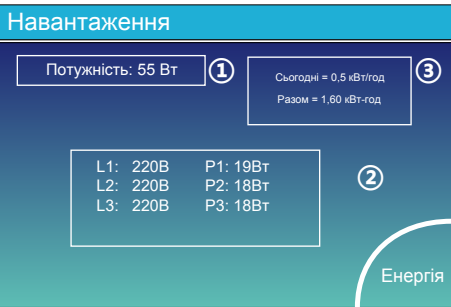 Навантаження
Потужність: 55 Вт
①
Сьогодні = 0,5 кВт/год
Разом = 1,60 кВт-год
③
L1: 220В P1: 19Вт
L2: 220В P2: 18Вт
L3: 220В P3: 18Вт
②
Енергія